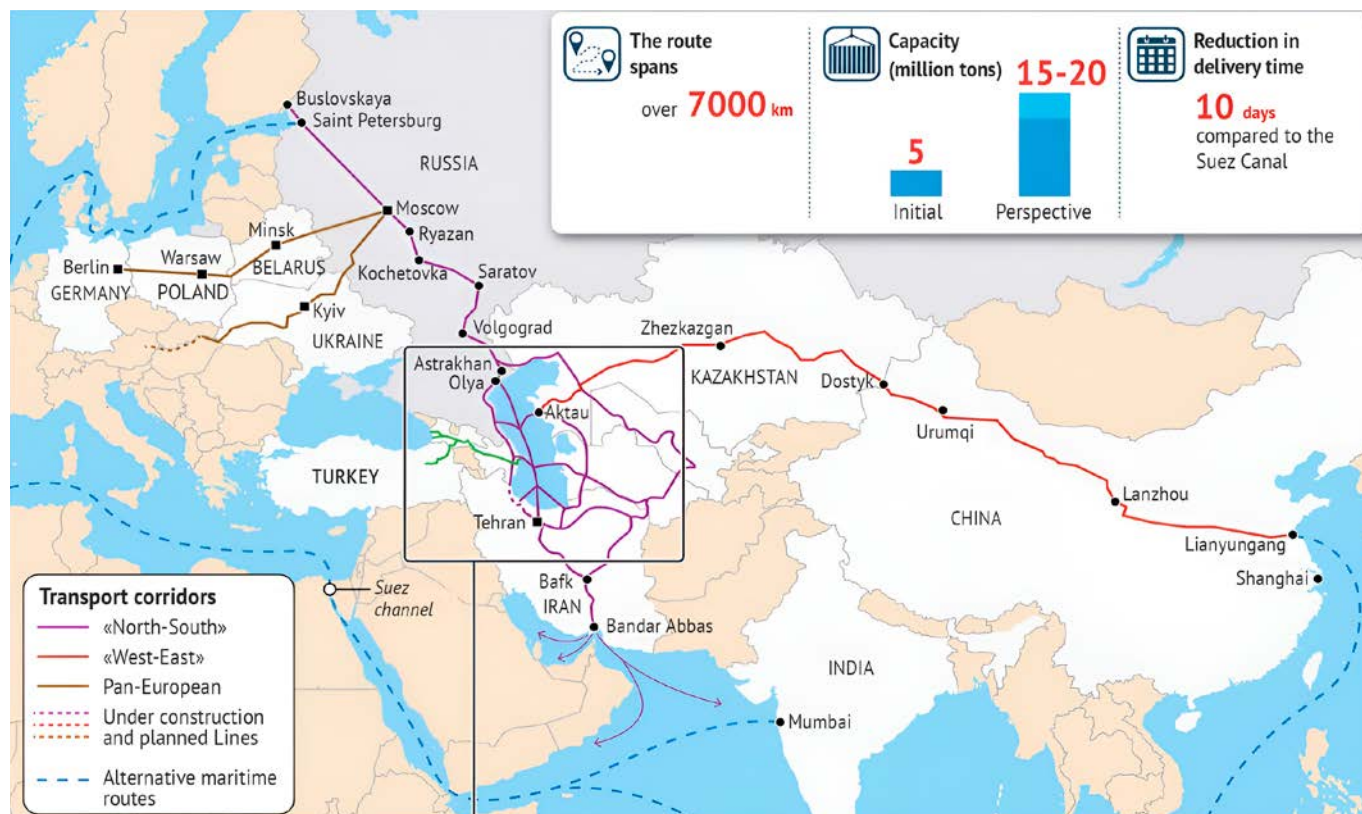 The route
spans
over 7000 km
Capacity
(million tons)
15-20
5
Initial
Perspective
Reduction in
delivery time
10 days
compared to the
Suez Canal
Buslovskaya
Saint Petersburg
RUSSIA
Moscow
Minsk
Ryazan
Warsaw
Berlin
BELARUS
Kochetovka
Saratov
GERMANY
POLAND
Kyiv
UKRAINE
Volgograd
Zhezkazgan
Astrakhan
Olya
KAZAKHSTAN
Dostyk
Aktau
Urumqi
TURKEY
Lanzhou
Tehran
CHINA
Lianyungang
Shanghai
Bafk
IRAN
Suez
channel
Bandar Abbas
INDIA
Mumbai
Transport corridors
«North-South»
«West-East»
Pan-European
Under construction
and planned Lines
Alternative maritime
routes